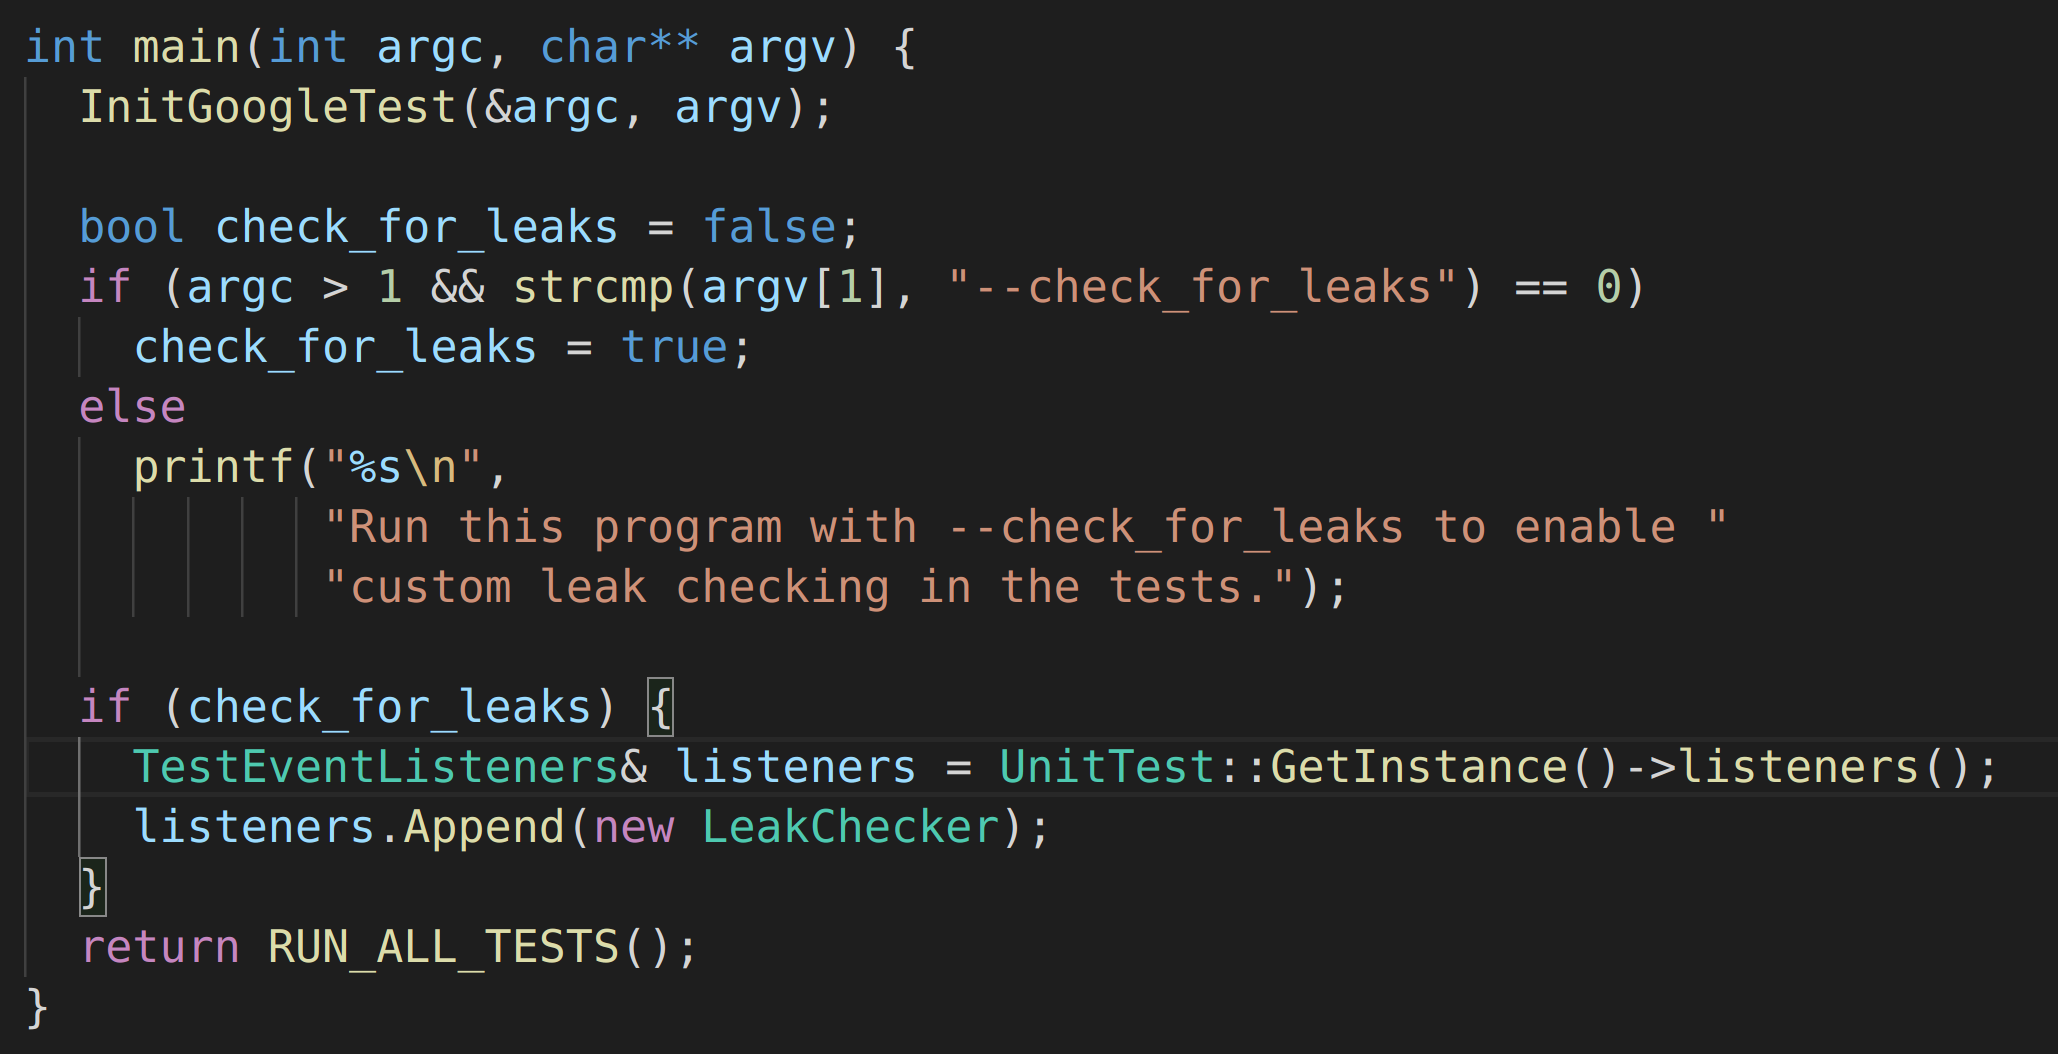 int main(int argc, char** argv) {
  InitGoogleTest(&argc, argv);

  bool check_for_leaks = false;
  if (argc > 1 && strcmp(argv[1], "--check_for_leaks") == 0)
    check_for_leaks = true;
  else
    printf("%s\n",
           "Run this program with --check_for_leaks to enable "
           "custom leak checking in the tests.");

  if (check_for_leaks) {
    TestEventListeners& listeners = UnitTest::GetInstance()->listeners();
    listeners.Append(new LeakChecker);
  }
  return RUN_ALL_TESTS();
}